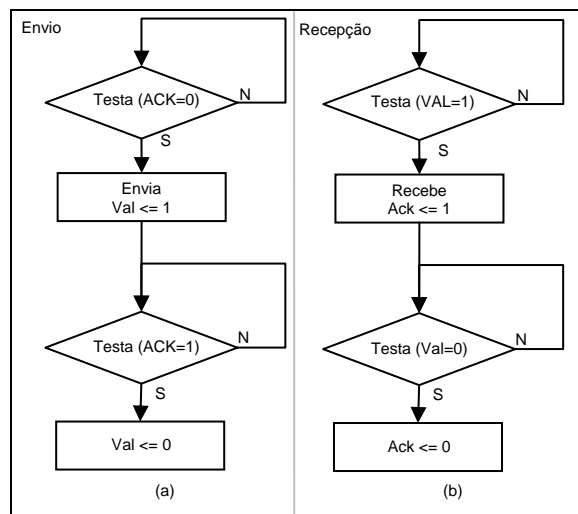 Envio
Testa (ACK=0)
N
S
Envia
Val <= 1
Testa (ACK=1)
N
S
Val <= 0
(a)
Recepção
Testa (VAL=1)
N
S
Recebe
Ack <= 1
Testa (Val=0)
N
S
Ack <= 0
(b)